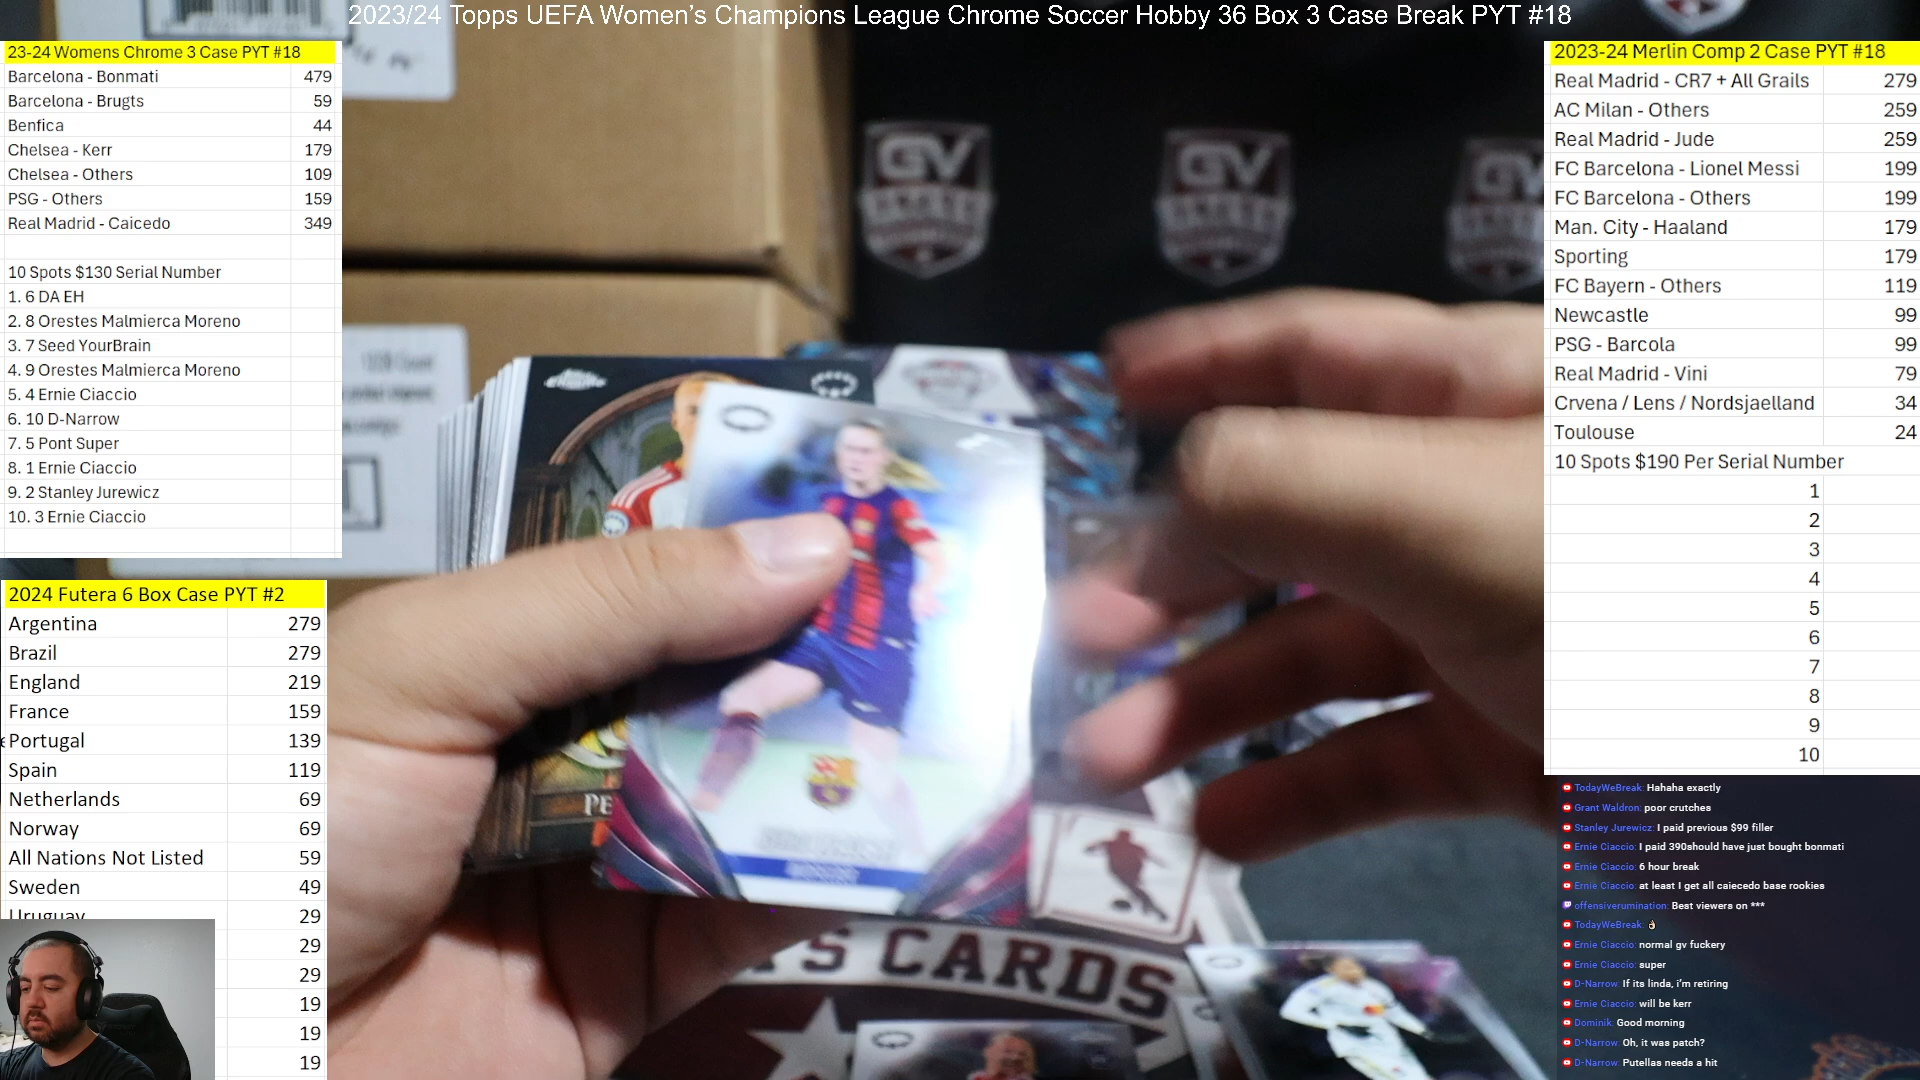 2023/24 Topps UEFA Women's Champions League Chrome Soccer Hobby 36 Box 3 Case Break PYT #18
23-24 Womens Chrome 3 Case PYT #18
Barcelona - Bonmati 479
Barcelona - Brugts 59
Benfica 44
Chelsea - Kerr 179
Chelsea - Others 109
PSG - Others 159
Real Madrid - Caicedo 349
10 Spots $130 Serial Number
1. 6 DA EH
2. 8 Orestes Malmierca Moreno
3. 7 Seed YourBrain
4. 9 Orestes Malmierca Moreno
5. 4 Ernie Ciaccio
6. 10 D-Narrow
7. 5 Pont Super
8. 1 Ernie Ciaccio
9. 2 Stanley Jurewicz
10. 3 Ernie Ciaccio
2024 Futera 6 Box Case PYT #2
Argentina 279
Brazil 279
England 219
France 159
Portugal 139
Spain 119
Netherlands 69
Norway 69
All Nations Not Listed 59
Sweden 49
Uruguay 29
29
29
19
19
19
GV
GV
GV
PE
CARDS
2023-24 Merlin Comp 2 Case PYT #18
Real Madrid - CR7 + All Grails 279
AC Milan - Others 259
Real Madrid - Jude 259
FC Barcelona - Lionel Messi 199
FC Barcelona - Others 199
Man. City - Haaland 179
Sporting 179
FC Bayern - Others 119
Newcastle 99
PSG - Barcola 99
Real Madrid - Vini 79
Crvena / Lens / Nordsjaelland 34
Toulouse 24
10 Spots $190 Per Serial Number
1
2
3
4
5
6
7
8
9
10
TodayWeBreak: Hahaha exactly
Grant Waldron: poor crutches
Stanley Jurewicz: I paid previous $99 filler
Ernie Ciaccio: I paid 390should have just bought bonmati
Ernie Ciaccio: 6 hour break
Ernie Ciaccio: at least I get all caiecedo base rookies
offensiverumination: Best viewers on ***
TodayWeBreak: 👌
Ernie Ciaccio: normal gv fuckery
Ernie Ciaccio: super
D-Narrow: If its linda, i'm retiring
Ernie Ciaccio: will be kerr
Dominik: Good morning
D-Narrow: Oh, it was patch?
D-Narrow: Putellas needs a hit